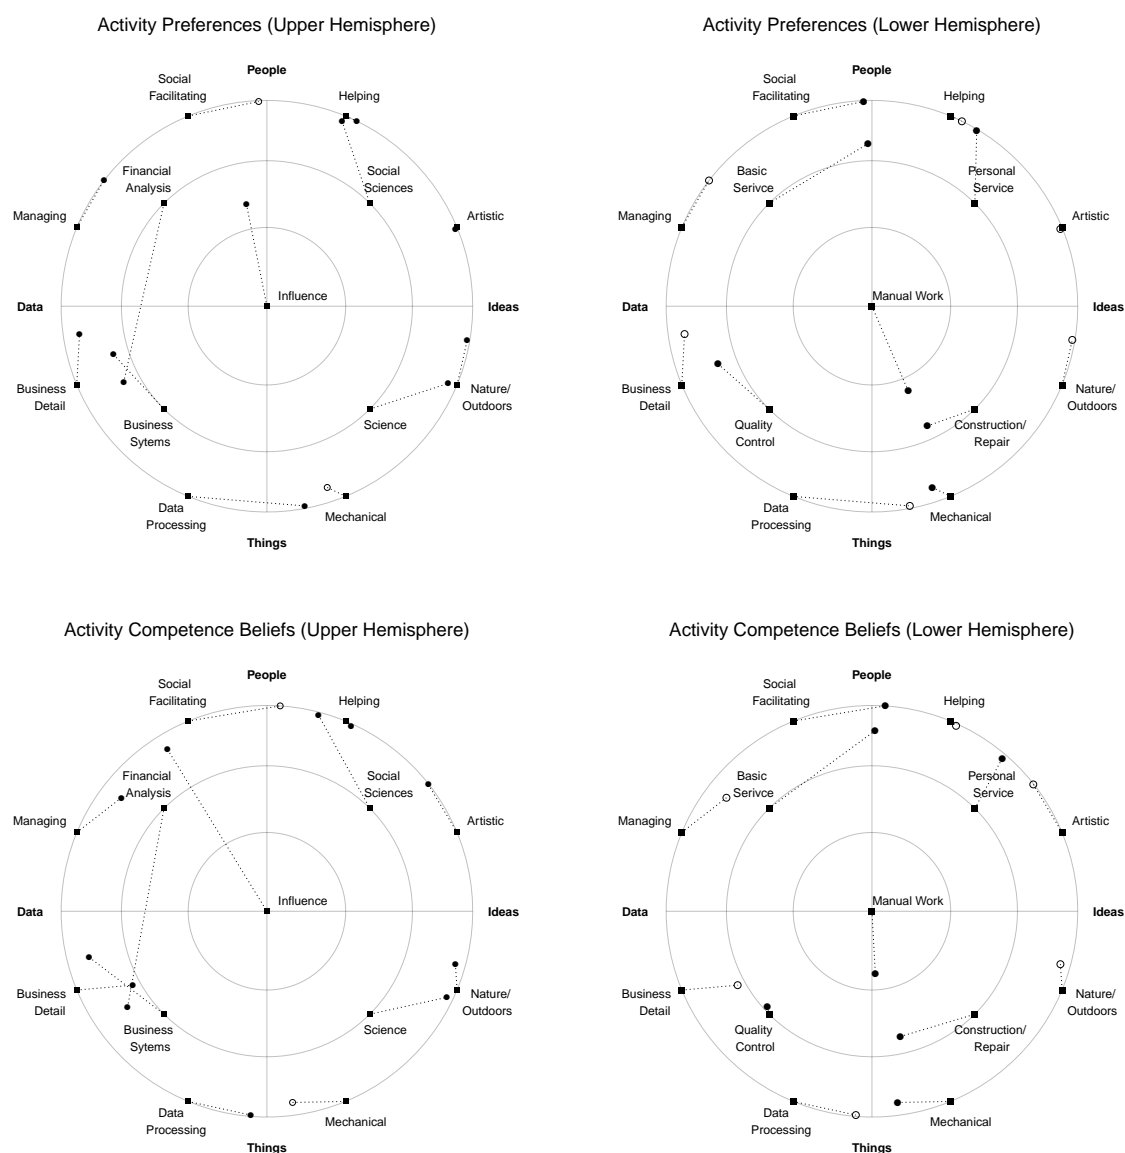 Activity Preferences (Upper Hemisphere)
People
Social
Facilitating
Helping
Financial
Analysis
Social
Sciences
Managing
Artistic
Influence
Data
Ideas
Business
Detail
Nature/
Outdoors
Business
Sytems
Science
Data
Processing
Mechanical
Things
Activity Preferences (Lower Hemisphere)
People
Social
Facilitating
Helping
Basic
Serivce
Personal
Service
Managing
Artistic
Manual Work
Data
Ideas
Business
Detail
Nature/
Outdoors
Quality
Control
Construction/
Repair
Data
Processing
Mechanical
Things
Activity Competence Beliefs (Upper Hemisphere)
People
Social
Facilitating
Helping
Financial
Analysis
Social
Sciences
Managing
Artistic
Influence
Data
Ideas
Business
Detail
Nature/
Outdoors
Business
Sytems
Science
Data
Processing
Mechanical
Things
Activity Competence Beliefs (Lower Hemisphere)
People
Social
Facilitating
Helping
Basic
Serivce
Personal
Service
Managing
Artistic
Manual Work
Data
Ideas
Business
Detail
Nature/
Outdoors
Quality
Control
Construction/
Repair
Data
Processing
Mechanical
Things